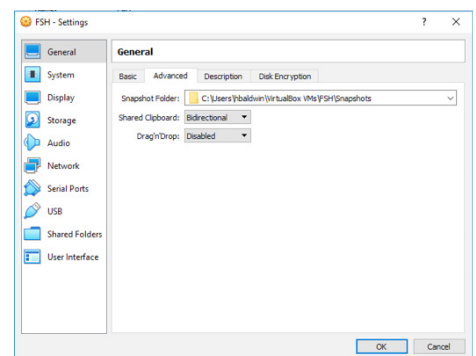 FSH - Settings
? ×
General
System
Display
Storage
Audio
Network
Serial Ports
USB
Shared Folders
User Interface
General
Basic Advanced Description Disk Encryption
Snapshot Folder: C:\Users\hbaldwin\VirtualBox VMs\FSH\Snapshots
Shared Clipboard: Bidirectional
Drag'n'Drop: Disabled
OK Cancel